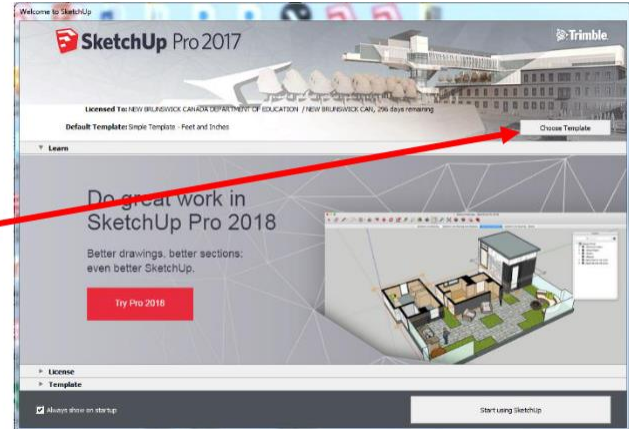 Welcome to SketchUp
SketchUp Pro 2017
Trimble
Licensed To: NEW BRUNSWICK CANADA DEPARTMENT OF EDUCATION / NEW BRUNSWICK CAN, 296 days remaining
Default Template: Simple Template - Feet and Inches
Choose Template
Learn
Do great work in
SketchUp Pro 2018
Better drawings, better sections:
even better SketchUp.
Try Pro 2018
License
Template
Always show on startup
Start using SketchUp